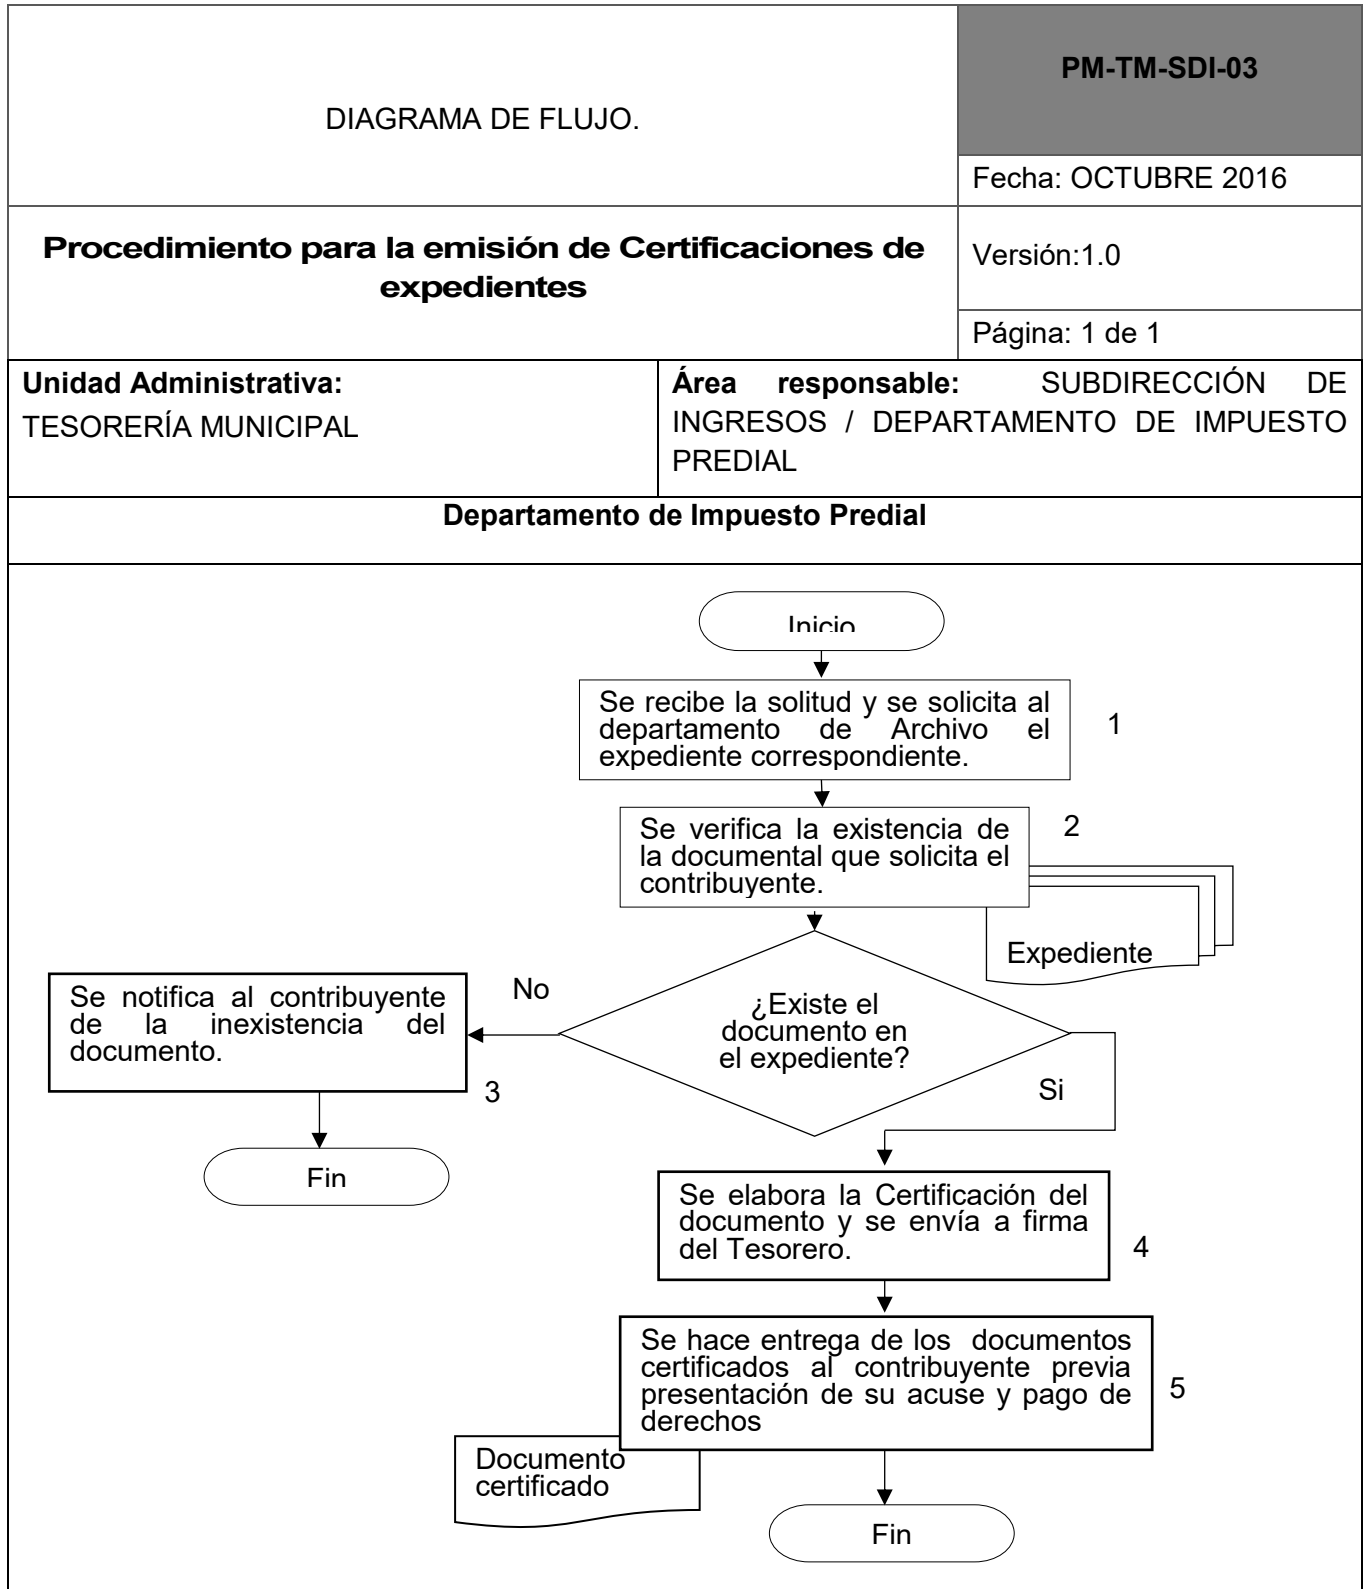 DIAGRAMA DE FLUJO.
PM-TM-SDI-03
Fecha: OCTUBRE 2016
Procedimiento para la emisión de Certificaciones de
expedientes
Versión:1.0
Página: 1 de 1
Unidad Administrativa:
TESORERÍA MUNICIPAL
Área responsable: SUBDIRECCIÓN DE
INGRESOS / DEPARTAMENTO DE IMPUESTO
PREDIAL
Departamento de Impuesto Predial
Inicio
Se recibe la solitud y se solicita al
departamento de Archivo el
expediente correspondiente.
1
Se verifica la existencia de
la documental que solicita el
contribuyente.
2
Expediente
¿Existe el
documento en
el expediente?
No
Se notifica al contribuyente
de la inexistencia del
documento.
3
Fin
Si
Se elabora la Certificación del
documento y se envía a firma
del Tesorero.
4
Se hace entrega de los documentos
certificados al contribuyente previa
presentación de su acuse y pago de
derechos
5
Documento
certificado
Fin